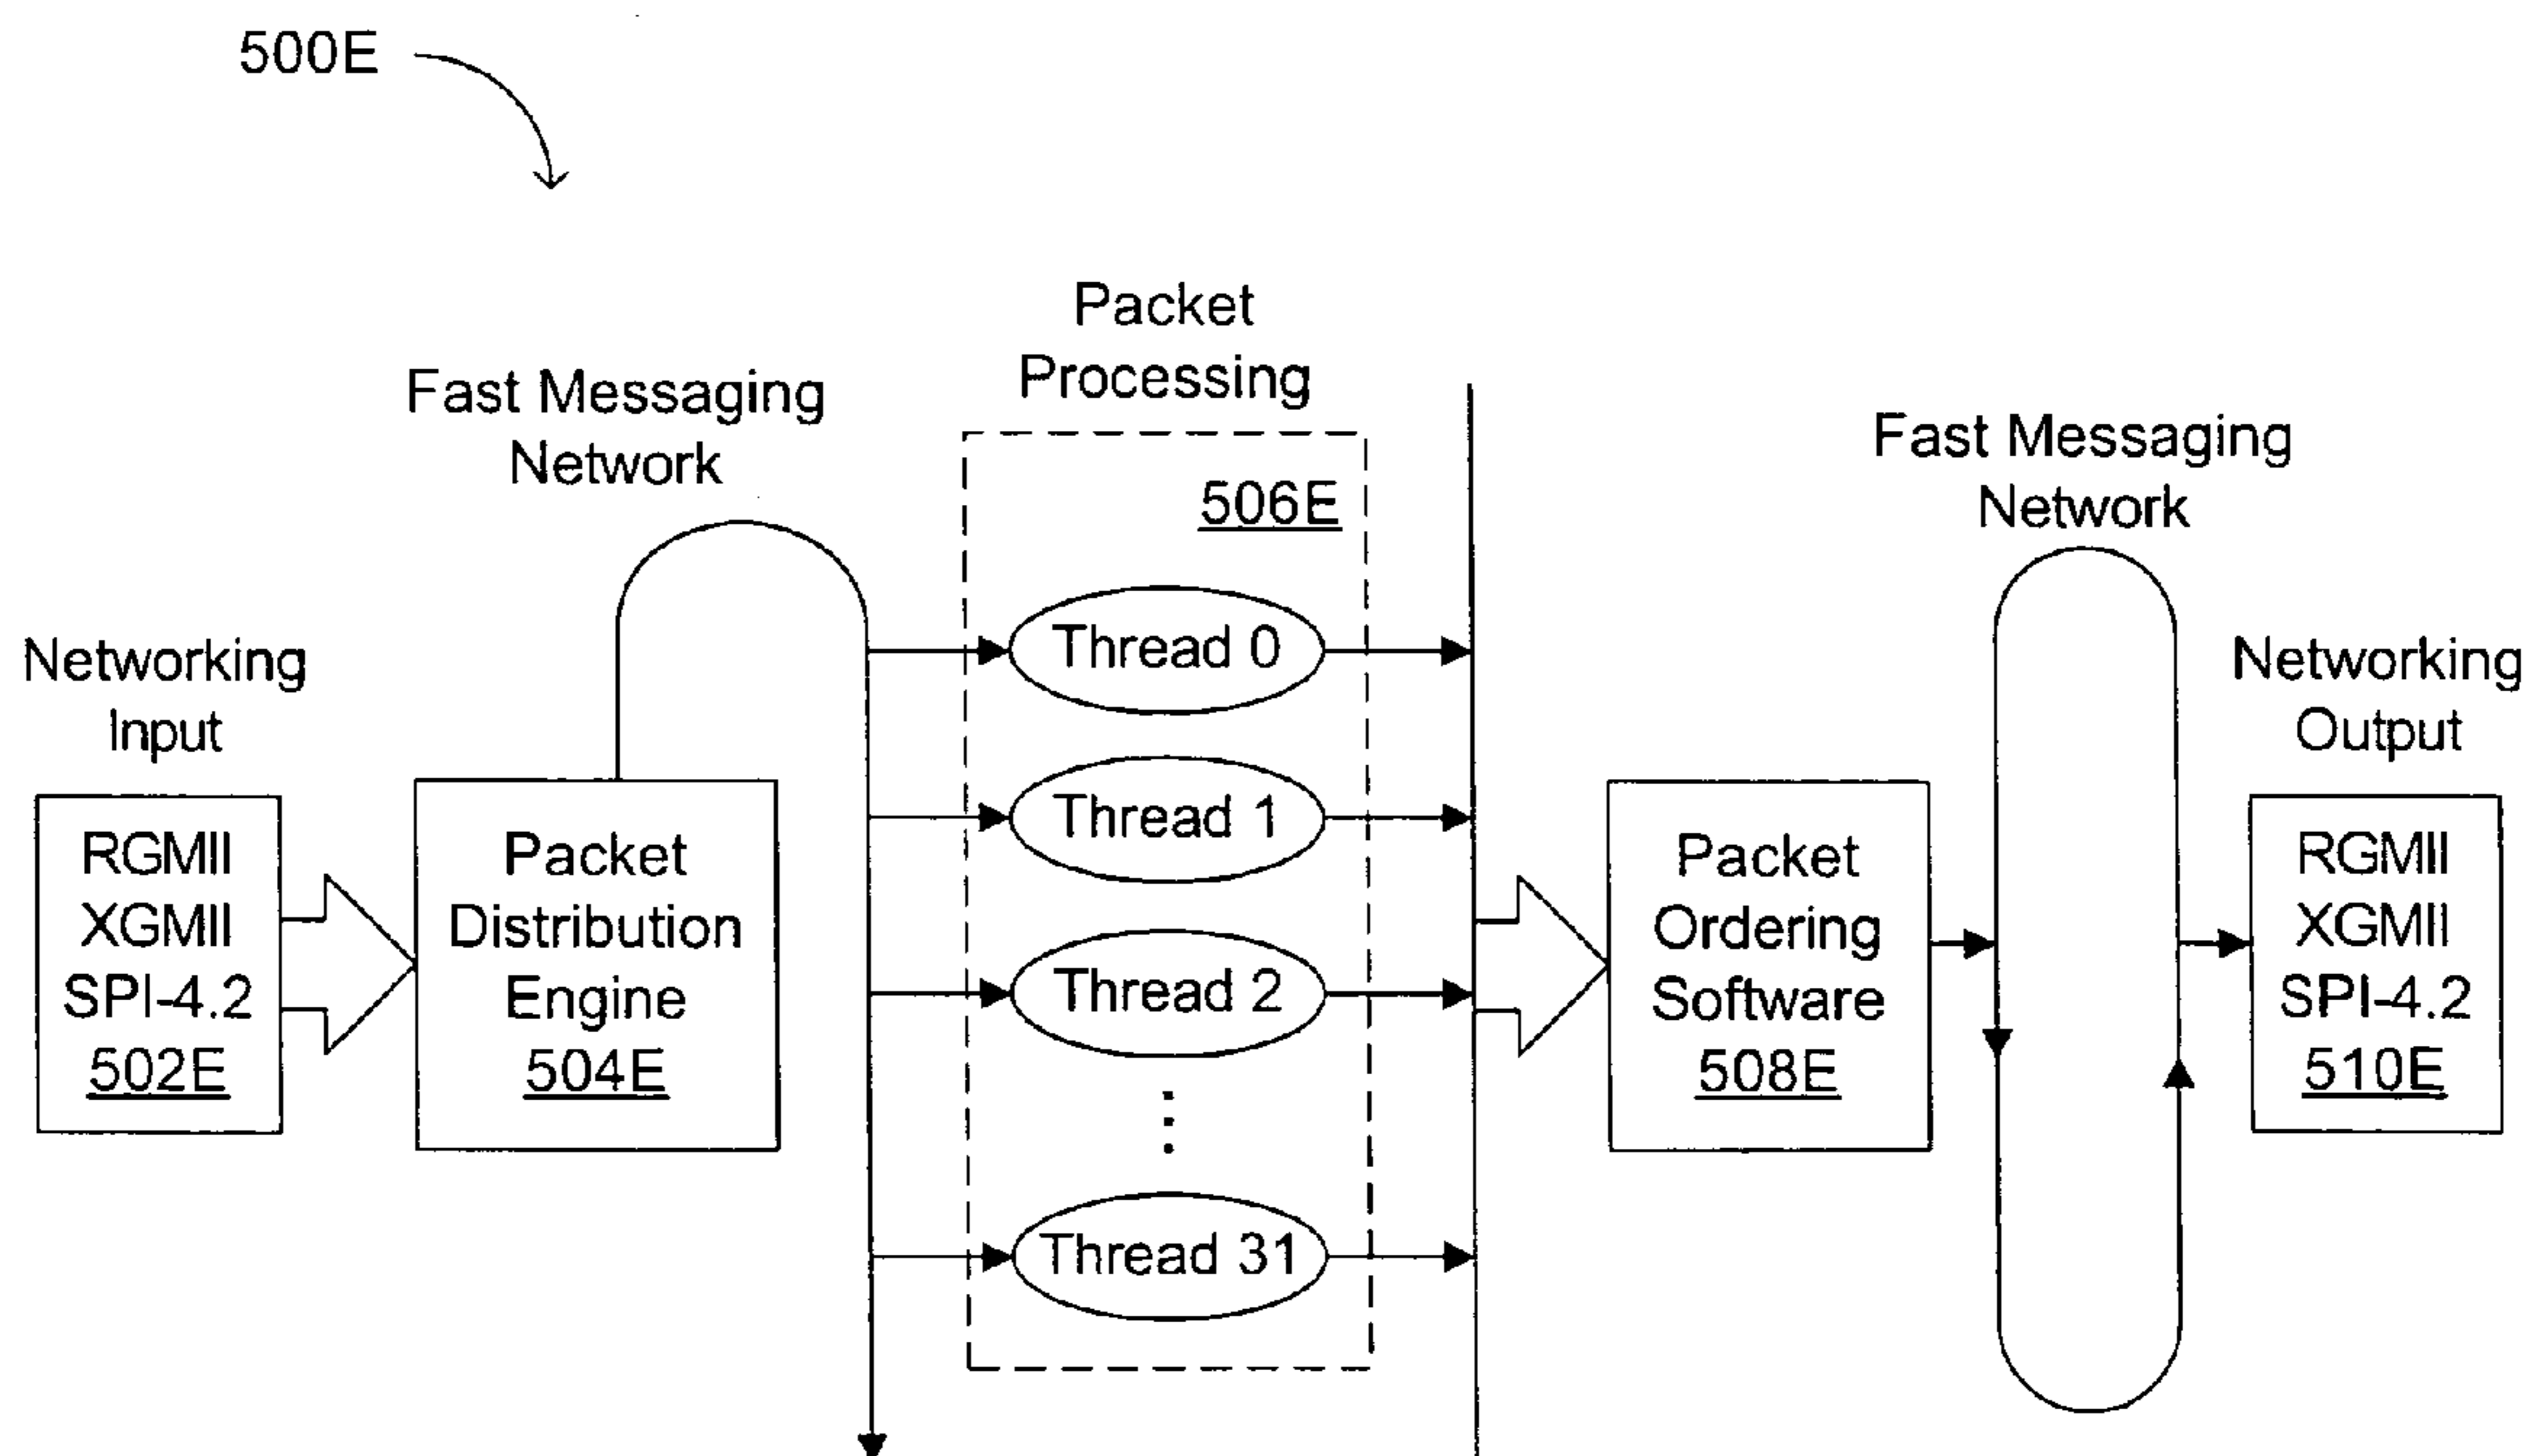 500E
Packet
Processing
Fast Messaging
Network
Fast Messaging
Network
506E
Networking
Input
RGMII
XGMII
SPI-4.2
502E
Packet
Distribution
Engine
504E
Thread 0
Thread 1
Thread 2
Thread 31
Packet
Ordering
Software
508E
Networking
Output
RGMII
XGMII
SPI-4.2
510E